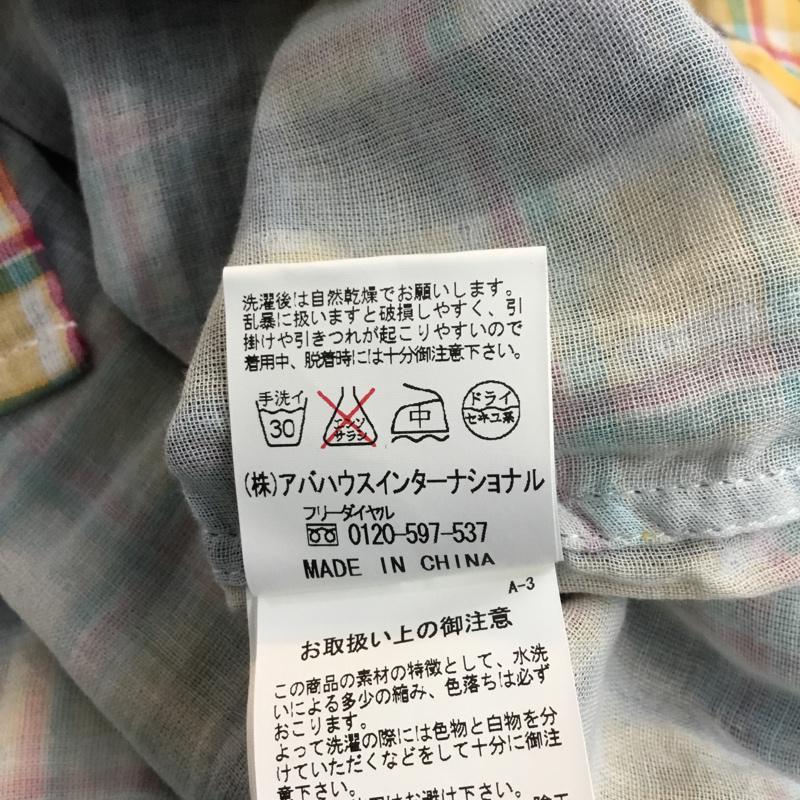 洗濯後は自然乾燥でお願いします。
乱暴に扱いますと破損しやすく、引
掛けや引きつれが起こりやすいので
着用中、脱着時には十分御注意下さい。
手洗イ
30
エンソ
サラシ
中
ドライ
セキユ系
(株)アバハウスインターナショナル
フリーダイヤル
0120-597-537
MADE IN CHINA
A-3
お取扱い上の御注意
この商品の素材の特徴として、水洗
いによる多少の縮み、色落ちは必ず
おこります。
よって洗濯の際には色物と白物を分
けていただくなどをして十分に御注
意下さい。
はお避け下さい。